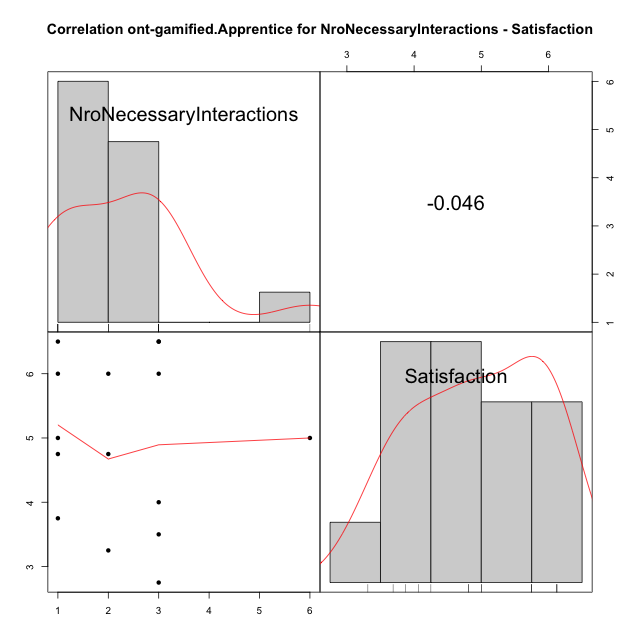 Correlation ont-gamified.Apprentice for NroNecessaryInteractions - Satisfaction
3 4 5 6
NroNecessaryInteractions
-0.046
6
5
4
3
2
1
Satisfaction
6
5
4
3
1 2 3 4 5 6